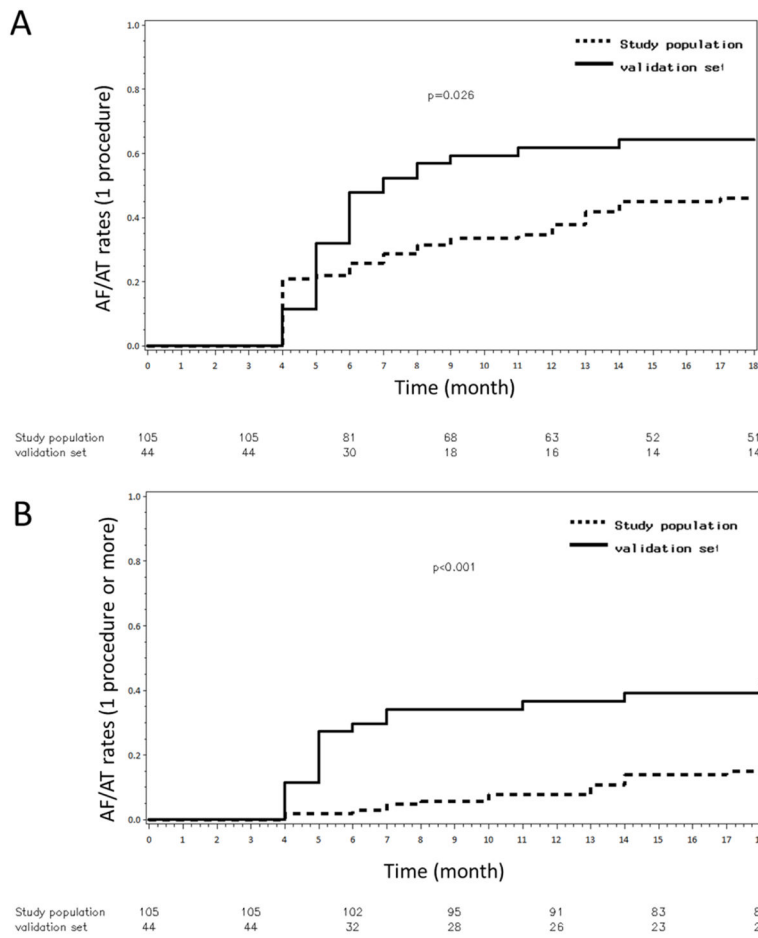 A
1.0
Study population
validation set
p=0.026
0.8
0.6
0.4
0.2
0.0
AF/AT rates (1 procedure)
0 1 2 3 4 5 6 7 8 9 10 11 12 13 14 15 16 17 18
Time (month)
Study population 105 105 81 68 63 52 51
validation set 44 44 30 18 16 14 14
B
1.0
Study population
validation set
p<0.001
0.8
0.6
0.4
0.2
0.0
AF/AT rates (1 procedure or more)
0 1 2 3 4 5 6 7 8 9 10 11 12 13 14 15 16 17 1
Time (month)
Study population 105 105 102 95 91 83 8
validation set 44 44 32 28 26 23 2